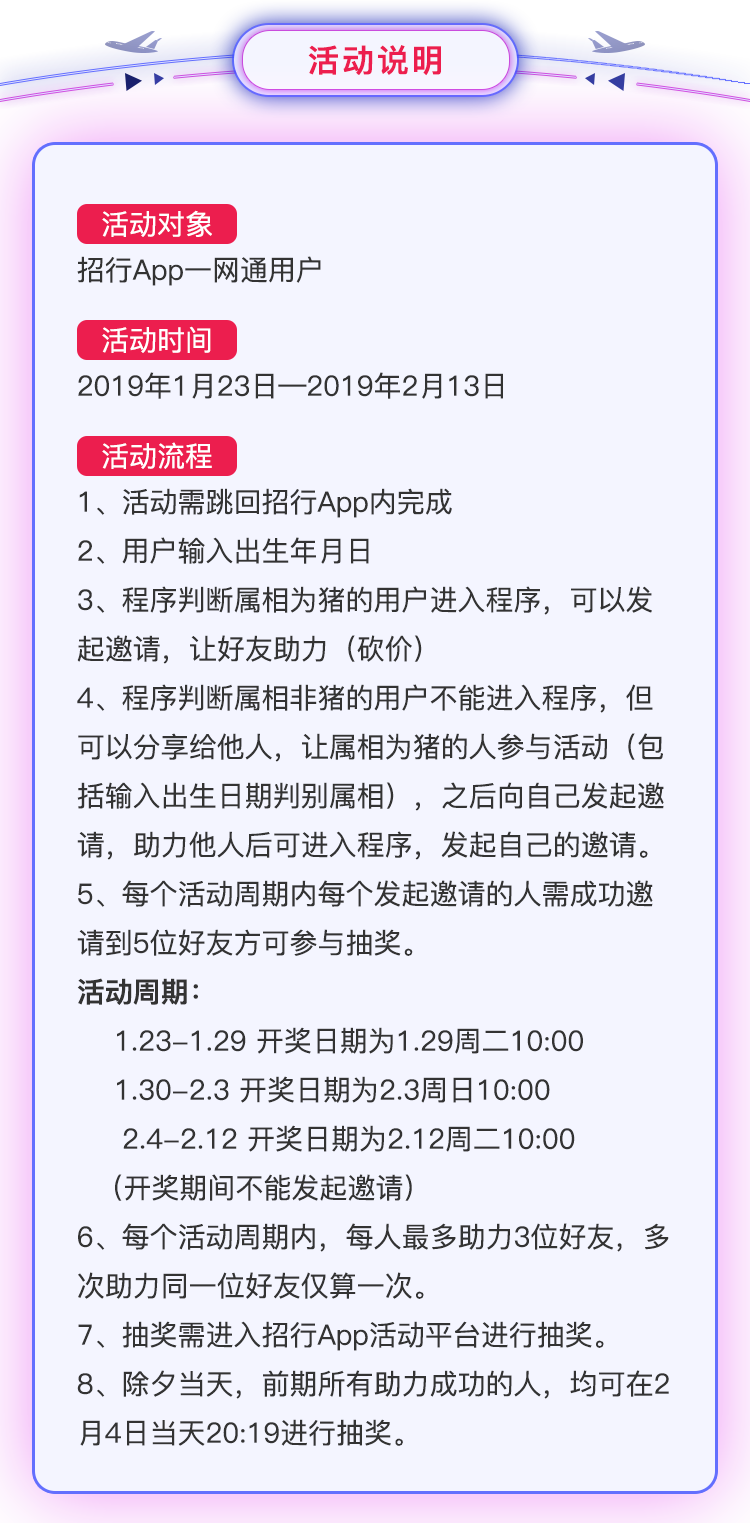 活动说明
活动对象
招行App一网通用户
活动时间
2019年1月23日—2019年2月13日
活动流程
1、活动需跳回招行App内完成
2、用户输入出生年月日
3、程序判断属相为猪的用户进入程序，可以发
起邀请，让好友助力（砍价）
4、程序判断属相非猪的用户不能进入程序，但
可以分享给他人，让属相为猪的人参与活动（包
括输入出生日期判别属相），之后向自己发起邀
请，助力他人后可进入程序，发起自己的邀请。
5、每个活动周期内每个发起邀请的人需成功邀
请到5位好友方可参与抽奖。
活动周期：
1.23–1.29 开奖日期为1.29周二10:00
1.30–2.3 开奖日期为2.3周日10:00
2.4–2.12 开奖日期为2.12周二10:00
（开奖期间不能发起邀请）
6、每个活动周期内，每人最多助力3位好友，多
次助力同一位好友仅算一次。
7、抽奖需进入招行App活动平台进行抽奖。
8、除夕当天，前期所有助力成功的人，均可在2
月4日当天20:19进行抽奖。